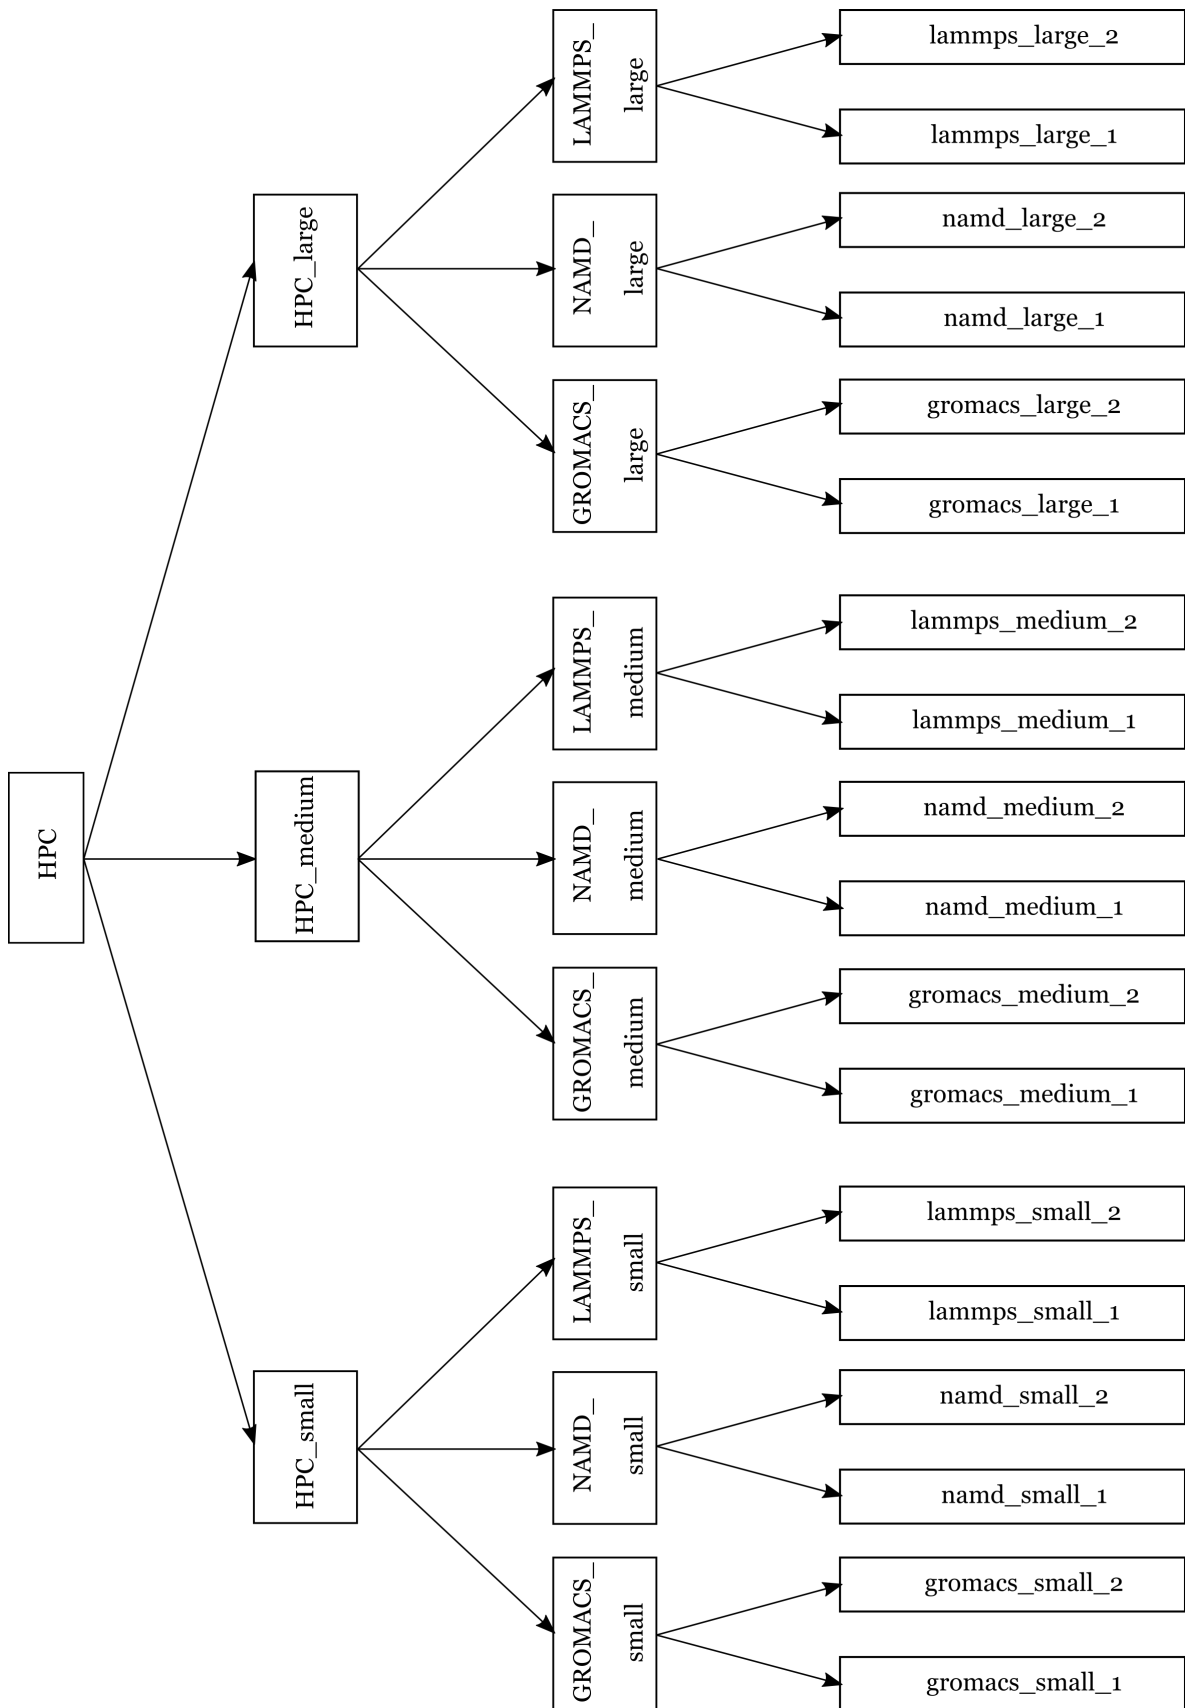 HPC
HPC_large
LAMMPS_
large
lammps_large_2
lammps_large_1
NAMD_
large
namd_large_2
namd_large_1
GROMACS_
large
gromacs_large_2
gromacs_large_1
HPC_medium
LAMMPS_
medium
lammps_medium_2
lammps_medium_1
NAMD_
medium
namd_medium_2
namd_medium_1
GROMACS_
medium
gromacs_medium_2
gromacs_medium_1
HPC_small
LAMMPS_
small
lammps_small_2
lammps_small_1
NAMD_
small
namd_small_2
namd_small_1
GROMACS_
small
gromacs_small_2
gromacs_small_1